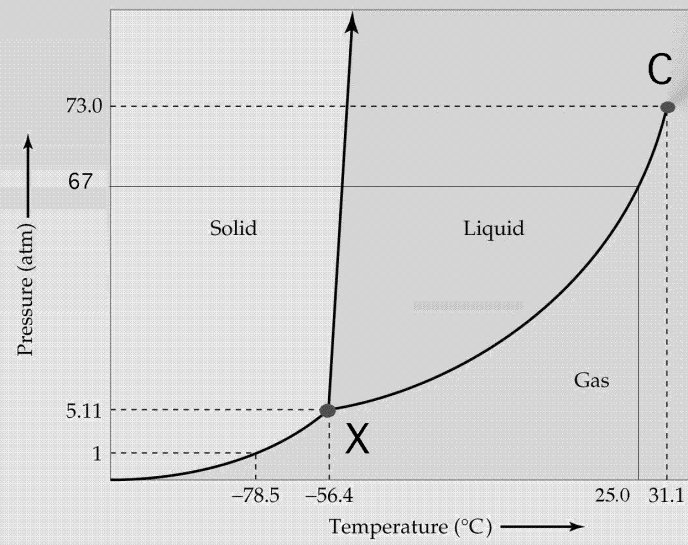 C
73.0
67
Solid
Liquid
Pressure (atm)
Gas
5.11
X
1
−78.5
−56.4
25.0
31.1
Temperature (°C)